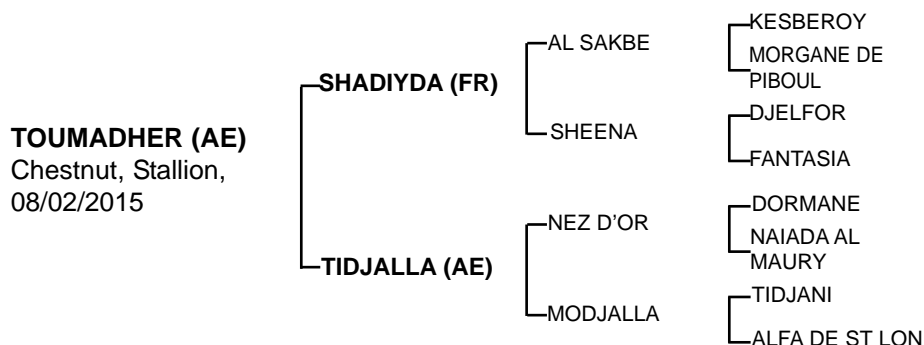 TOUMADHER (AE)
Chestnut, Stallion,
08/02/2015
SHADIYDA (FR)
TIDJALLA (AE)
AL SAKBE
SHEENA
NEZ D'OR
MODJALLA
KESBEROY
MORGANE DE
PIBOUL
DJELFOR
FANTASIA
DORMANE
NAIADA AL
MAURY
TIDJANI
ALFA DE ST LON